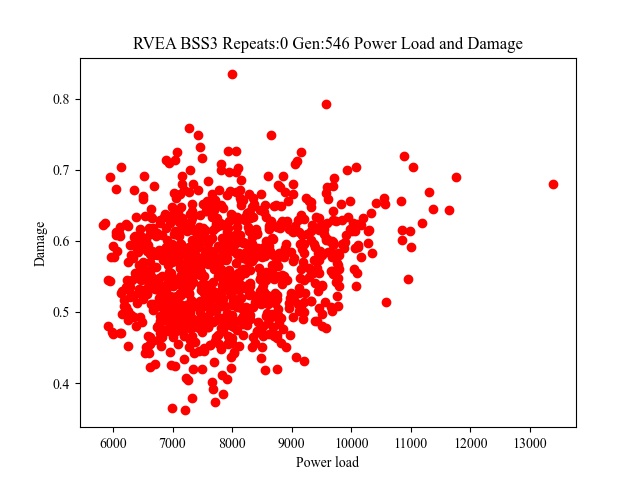 RVEA BSS3 Repeats:0 Gen:546 Power Load and Damage
0.8
0.7
0.6
0.5
0.4
Damage
6000 7000 8000 9000 10000 11000 12000 13000
Power load